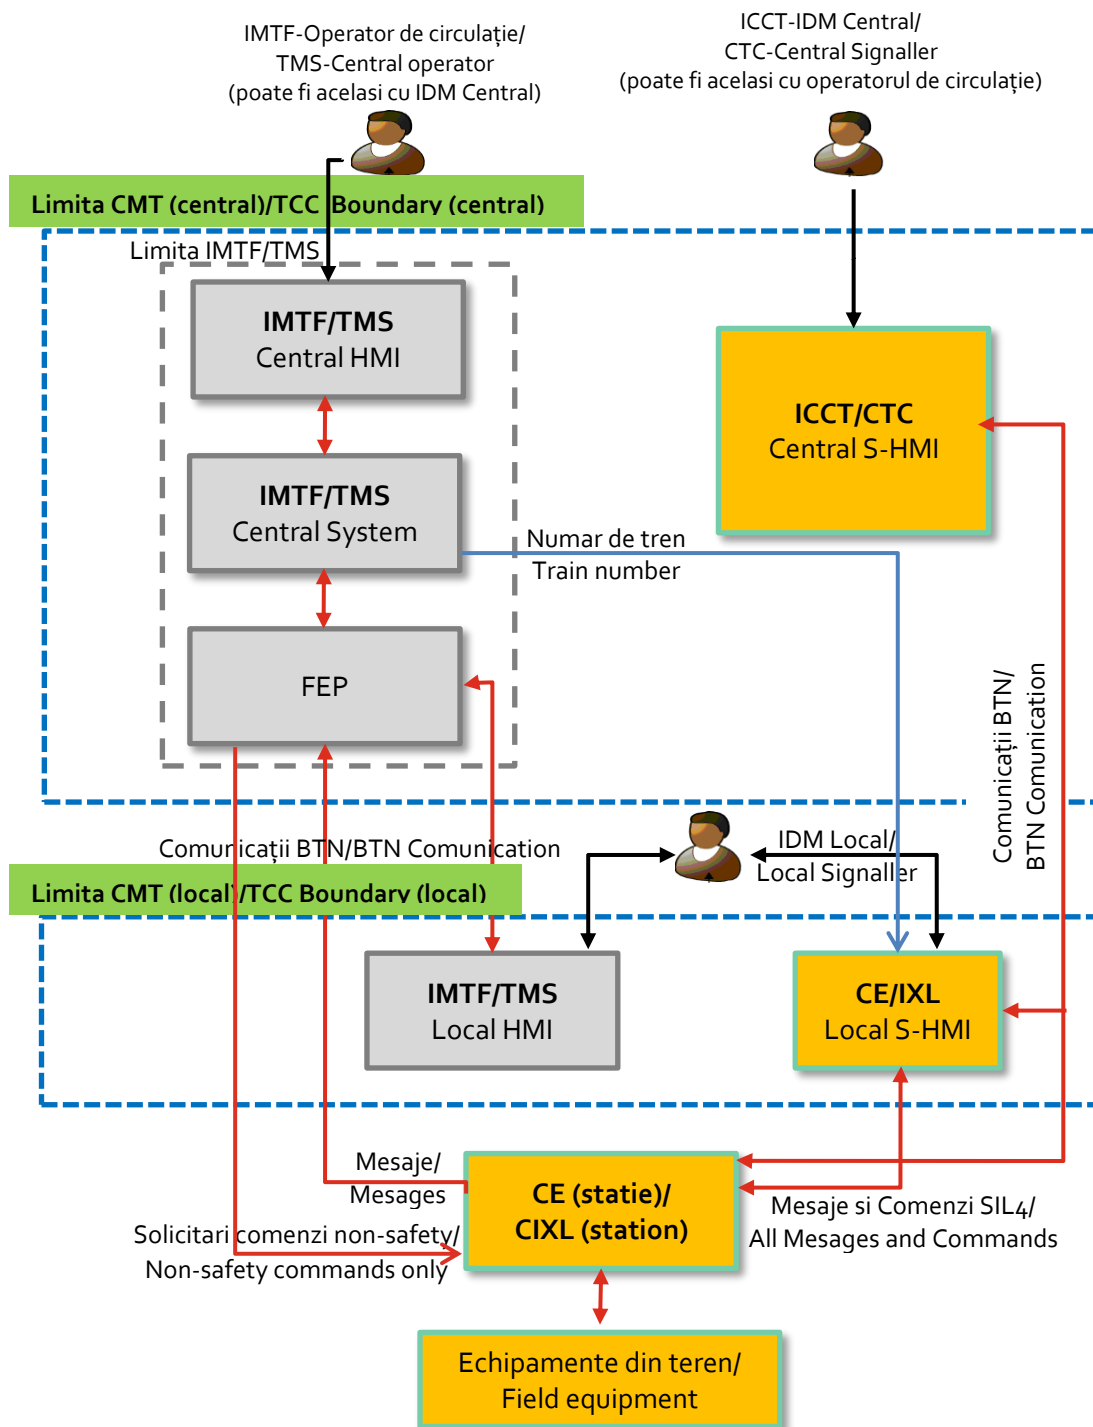 IMTF-Operator de circulație/
TMS-Central operator
(poate fi acelasi cu IDM Central)
ICCT-IDM Central/
CTC-Central Signaller
(poate fi acelasi cu operatorul de circulație)
Limita CMT (central)/TCC Boundary (central)
Limita IMTF/TMS
IMTF/TMS
Central HMI
ICCT/CTC
Central S-HMI
IMTF/TMS
Central System
Numar de tren
Train number
FEP
Comunicații BTN/
BTN Comunication
Comunicații BTN/BTN Comunication
IDM Local/
Local Signaller
Limita CMT (local)/TCC Boundary (local)
IMTF/TMS
Local HMI
CE/IXL
Local S-HMI
Mesaje/
Mesages
CE (statie)/
CIXL (station)
Mesaje si Comenzi SIL4/
All Mesages and Commands
Solicitari comenzi non-safety/
Non-safety commands only
Echipamente din teren/
Field equipment